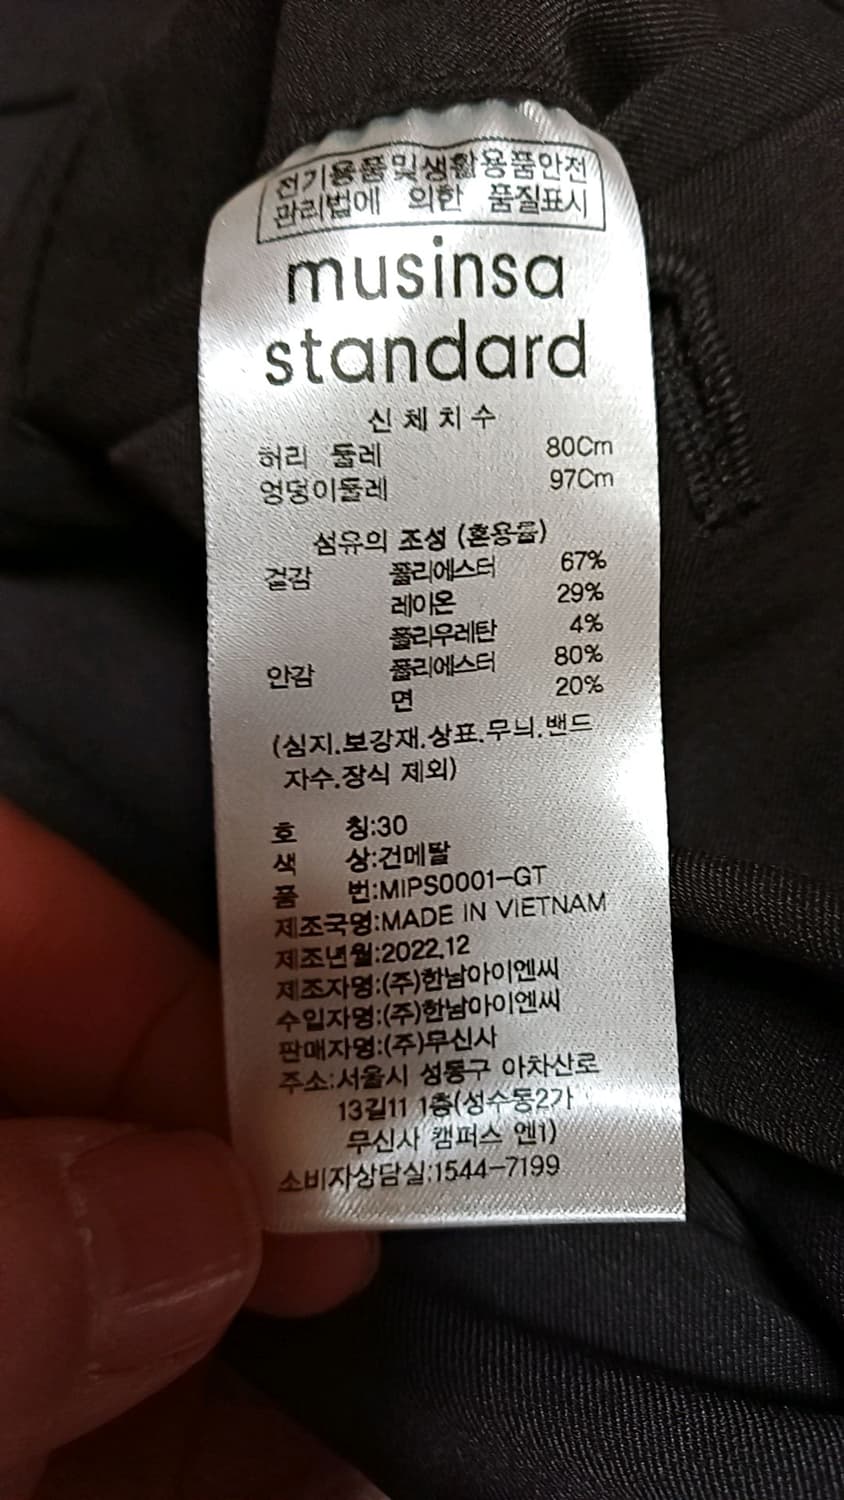 전기용품및생활용품안전
관리법에 의한 품질표시
musinsa
standard
신체치수
허리 둘레 80Cm
엉덩이둘레 97Cm
섬유의 조성 (혼용률)
겉감 폴리에스터 67%
레이온 29%
폴리우레탄 4%
안감 폴리에스터 80%
면 20%
(심지.보강재.상표.무늬.밴드
자수.장식 제외)
호 칭:30
색 상:건메탈
품 번:MIPS0001-GT
제조국명:MADE IN VIETNAM
제조년월:2022.12
제조자명:(주)한남아이엔씨
수입자명:(주)한남아이엔씨
판매자명:(주)무신사
주소:서울시 성동구 아차산로
13길11 1층(성수동2가
무신사 캠퍼스 엔1)
소비자상담실:1544-7199